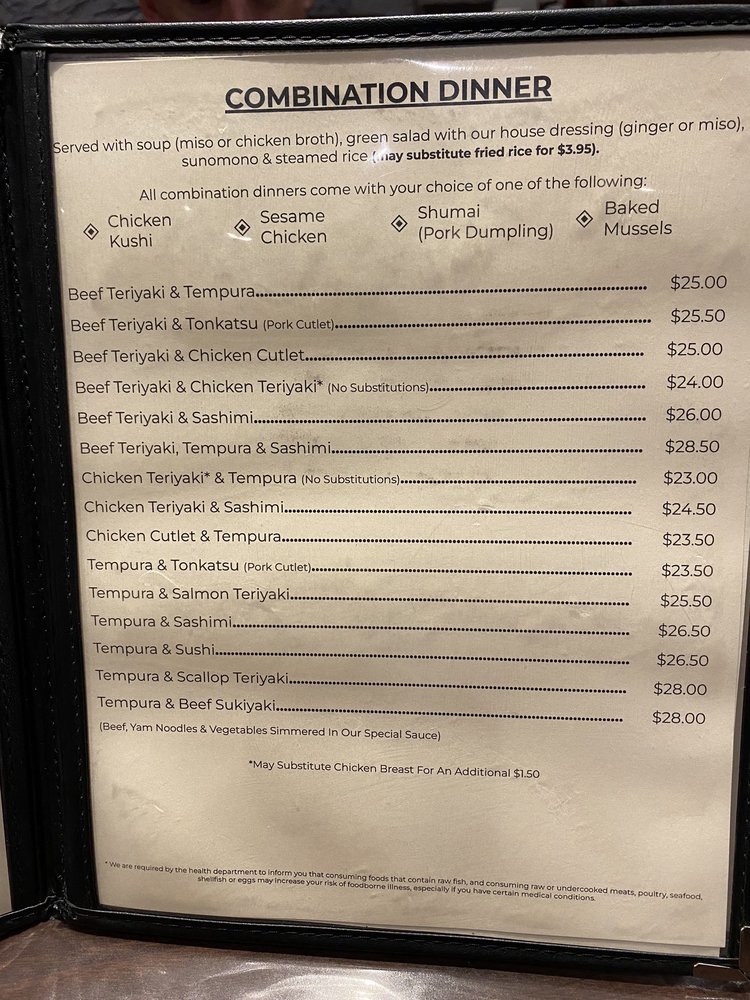 COMBINATION DINNER
Served with soup (miso or chicken broth), green salad with our house dressing (ginger or miso),
sunomono & steamed rice (may substitute fried rice for $3.95).
All combination dinners come with your choice of one of the following:
Chicken Kushi
Sesame Chicken
Shumai (Pork Dumpling)
Baked Mussels
Beef Teriyaki & Tempura $25.00
Beef Teriyaki & Tonkatsu (Pork Cutlet) $25.50
Beef Teriyaki & Chicken Cutlet $25.00
Beef Teriyaki & Chicken Teriyaki* (No Substitutions) $24.00
Beef Teriyaki & Sashimi $26.00
Beef Teriyaki, Tempura & Sashimi $28.50
Chicken Teriyaki* & Tempura (No Substitutions) $23.00
Chicken Teriyaki & Sashimi $24.50
Chicken Cutlet & Tempura $23.50
Tempura & Tonkatsu (Pork Cutlet) $23.50
Tempura & Salmon Teriyaki $25.50
Tempura & Sashimi $26.50
Tempura & Sushi $26.50
Tempura & Scallop Teriyaki $28.00
Tempura & Beef Sukiyaki $28.00
(Beef, Yam Noodles & Vegetables Simmered In Our Special Sauce)
*May Substitute Chicken Breast For An Additional $1.50
* We are required by the health department to inform you that consuming foods that contain raw fish, and consuming raw or undercooked meats, poultry, seafood,
shellfish or eggs may increase your risk of foodborne illness, especially if you have certain medical conditions.